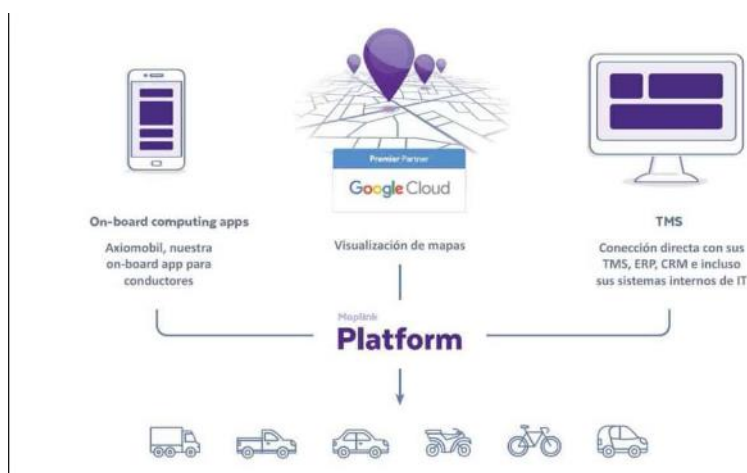 Premier Partner
Google Cloud
On-board computing apps
Axiomobil, nuestra
on-board app para
conductores
Visualización de mapas
TMS
Conección directa con sus
TMS, ERP, CRM e incluso
sus sistemas internos de IT
Moplink
Platform